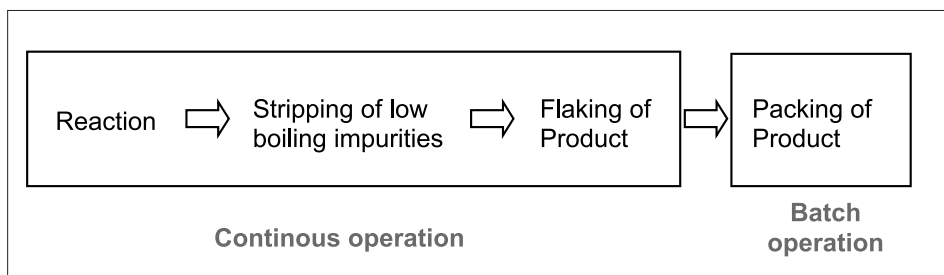 Reaction
Stripping of low
boiling impurities
Flaking of
Product
Packing of
Product
Continous operation
Batch
operation